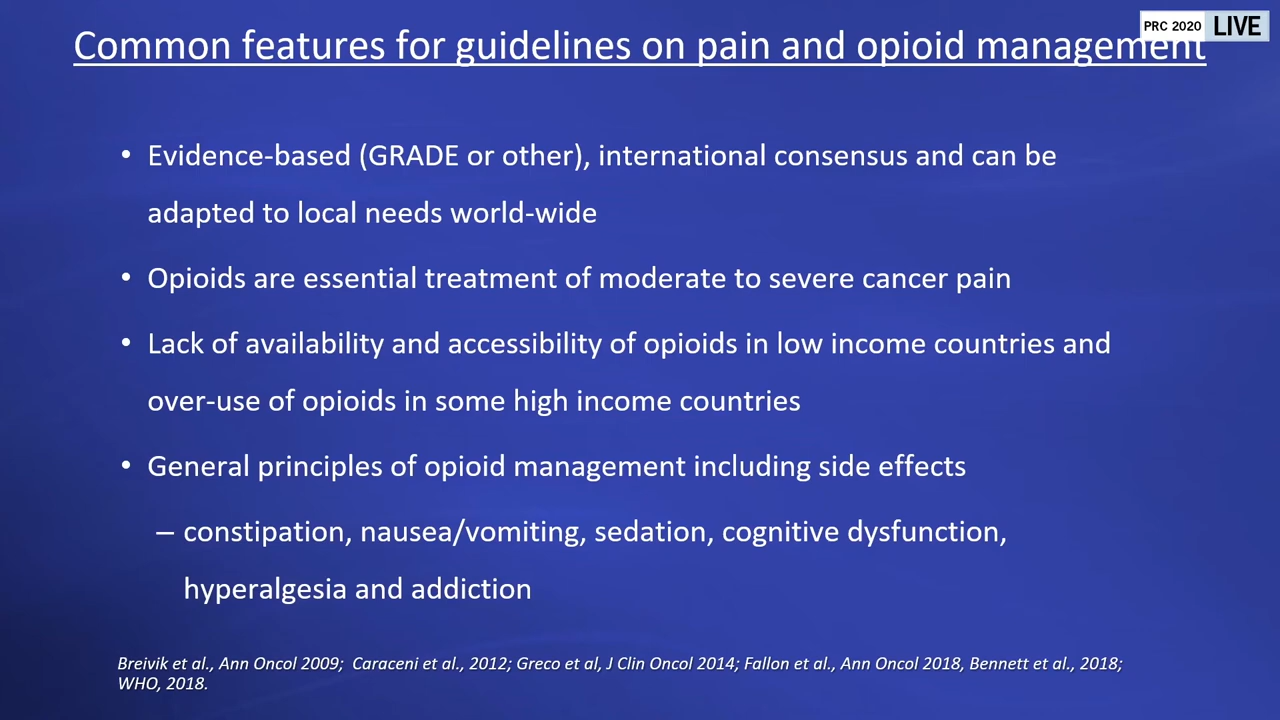 PRC 2020 LIVE
Common features for guidelines on pain and opioid management
• Evidence-based (GRADE or other), international consensus and can be
adapted to local needs world-wide
• Opioids are essential treatment of moderate to severe cancer pain
• Lack of availability and accessibility of opioids in low income countries and
over-use of opioids in some high income countries
• General principles of opioid management including side effects
– constipation, nausea/vomiting, sedation, cognitive dysfunction,
hyperalgesia and addiction
Breivik et al., Ann Oncol 2009; Caraceni et al., 2012; Greco et al, J Clin Oncol 2014; Fallon et al., Ann Oncol 2018, Bennett et al., 2018;
WHO, 2018.